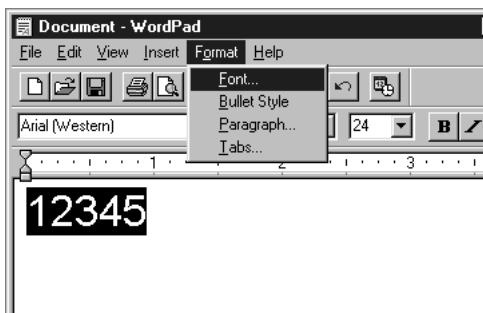 Document - WordPad
File Edit View Insert Format Help
Font...
Bullet Style
Paragraph...
Tabs...
Arial (Western) 24 B I
1 2 3
12345